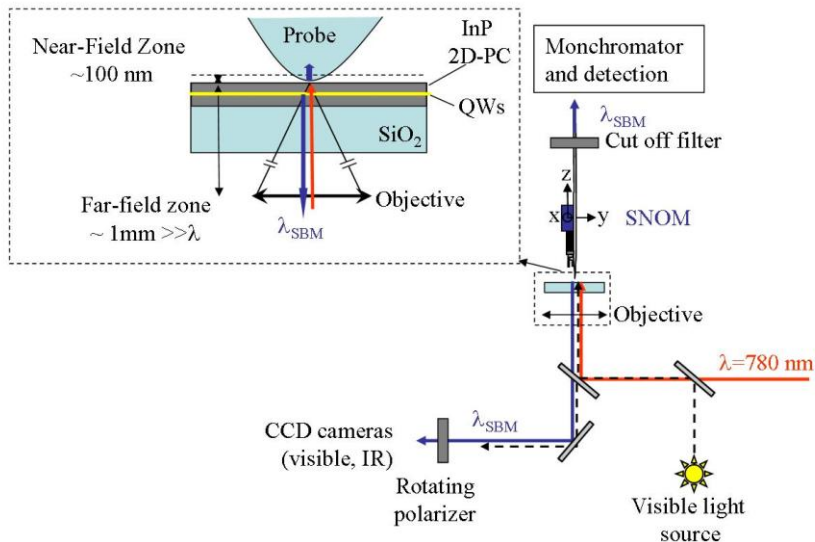 Near-Field Zone
~100 nm
Probe
InP
2D-PC
QWs
SiO2
Objective
Far-field zone
~ 1mm >>λ
λSBM
Monchromator
and detection
λSBM
Cut off filter
z
x
y
SNOM
Objective
λ=780 nm
λSBM
CCD cameras
(visible, IR)
Rotating
polarizer
Visible light
source